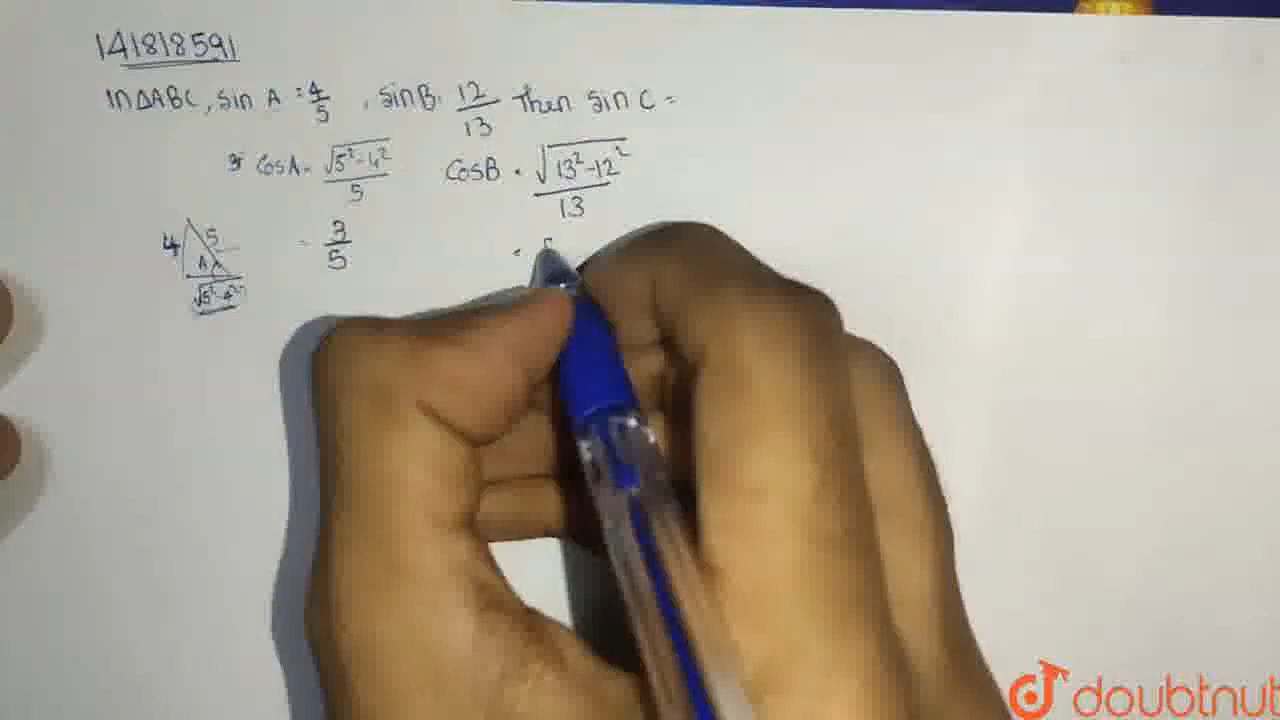 141818591
In ΔABC, sin A = 4/5, sin B = 12/13 Then sin C =
cos A = √(5²-4²)/5 cos B = √(13²-12²)/13
= 3/5 =
4 5
A
√(5²-4²)
doubtnut